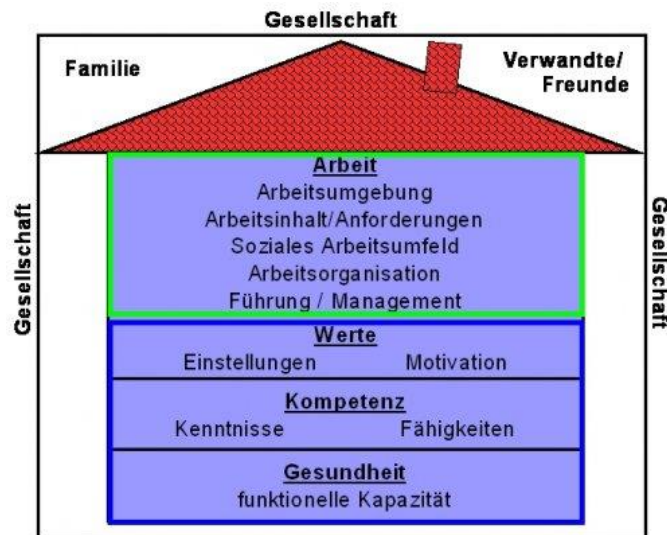 Gesellschaft
Familie
Verwandte/
Freunde
Gesellschaft
Gesellschaft
Arbeit
Arbeitsumgebung
Arbeitsinhalt/Anforderungen
Soziales Arbeitsumfeld
Arbeitsorganisation
Führung / Management
Werte
Einstellungen Motivation
Kompetenz
Kenntnisse Fähigkeiten
Gesundheit
funktionelle Kapazität